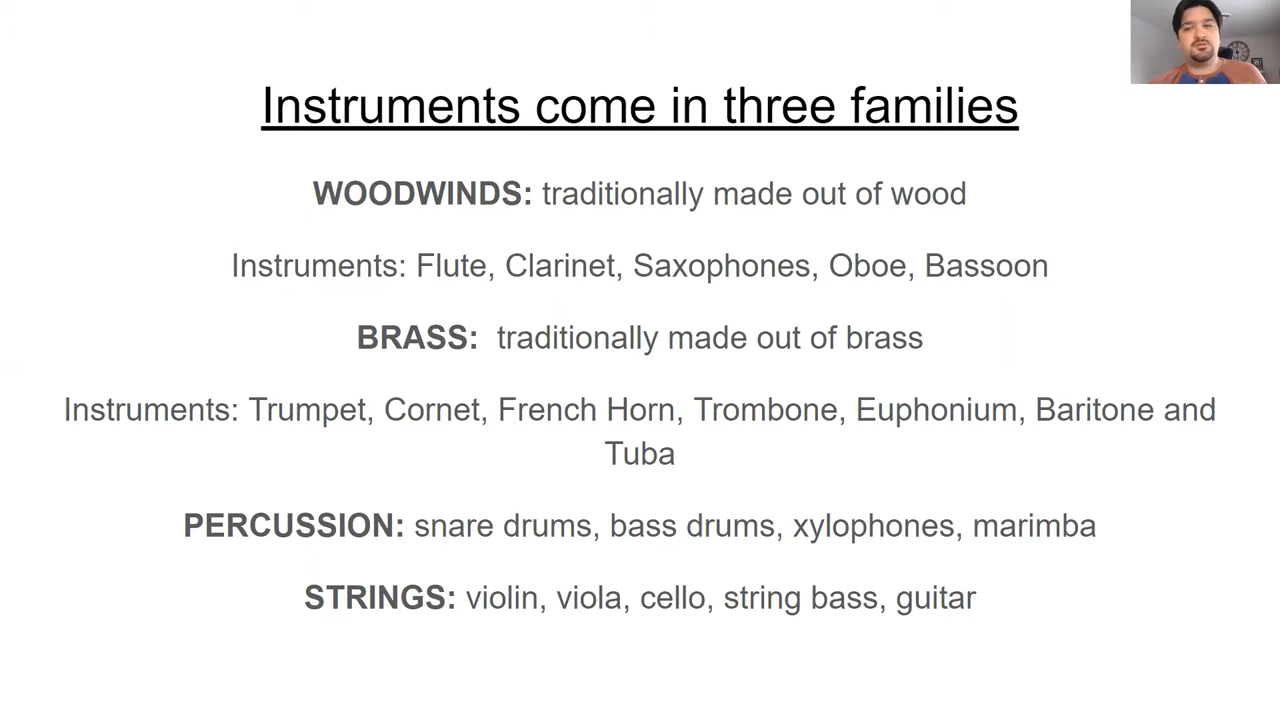 Instruments come in three families
WOODWINDS: traditionally made out of wood
Instruments: Flute, Clarinet, Saxophones, Oboe, Bassoon
BRASS:  traditionally made out of brass
Instruments: Trumpet, Cornet, French Horn, Trombone, Euphonium, Baritone and
Tuba
PERCUSSION: snare drums, bass drums, xylophones, marimba
STRINGS: violin, viola, cello, string bass, guitar